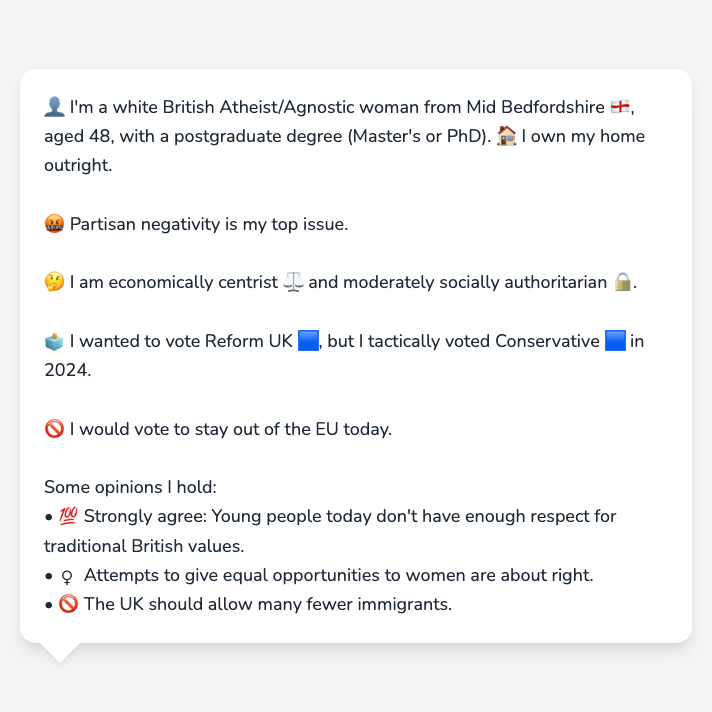 👤 I'm a white British Atheist/Agnostic woman from Mid Bedfordshire 🏴󠁧󠁢󠁥󠁮󠁧󠁿,
aged 48, with a postgraduate degree (Master's or PhD). 🏠 I own my home
outright.
🤬 Partisan negativity is my top issue.
🤔 I am economically centrist ⚖️ and moderately socially authoritarian 🔒.
🗳️ I wanted to vote Reform UK 🟦, but I tactically voted Conservative 🟦 in
2024.
🚫 I would vote to stay out of the EU today.
Some opinions I hold:
• 💯 Strongly agree: Young people today don't have enough respect for
traditional British values.
• ♀ Attempts to give equal opportunities to women are about right.
• 🚫 The UK should allow many fewer immigrants.